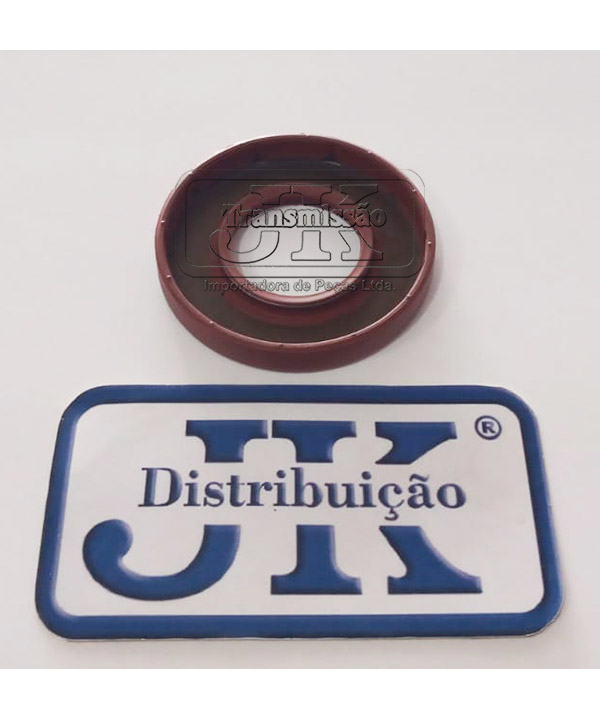 JK
Transmissão
Importadora de Peças Ltda.
JK ®
Distribuição